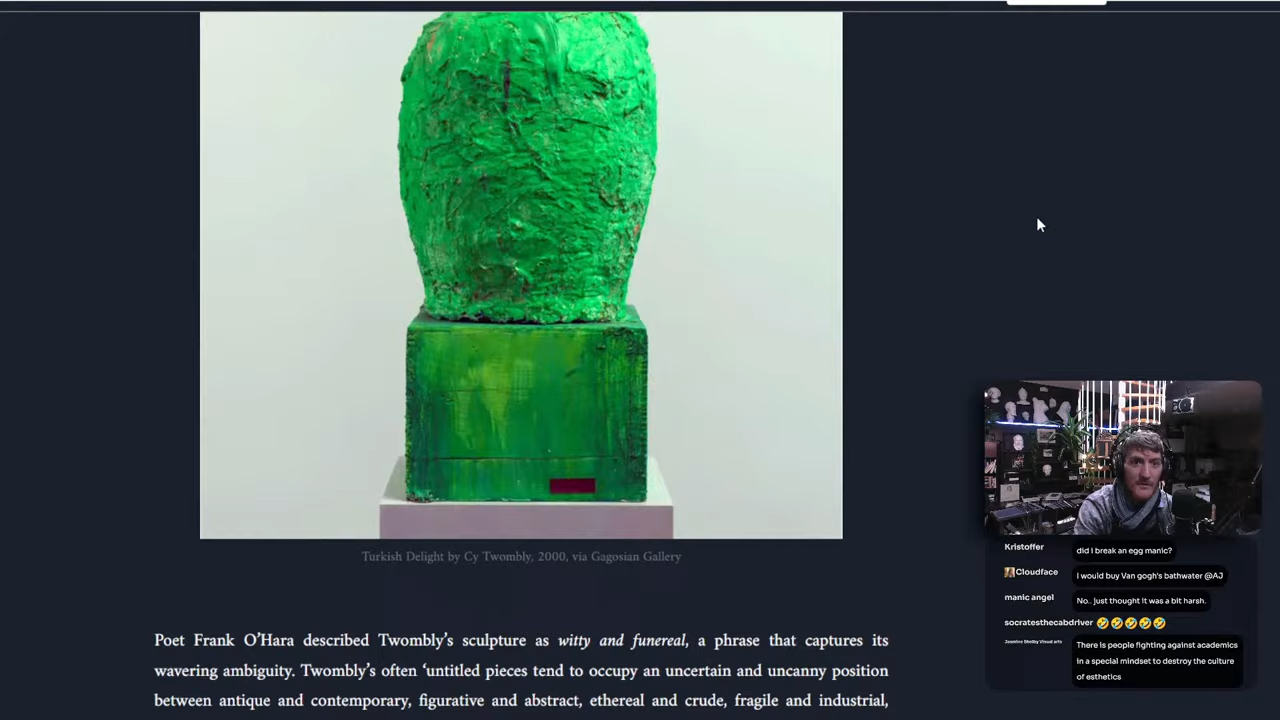 Turkish Delight by Cy Twombly, 2000, via Gagosian Gallery
Poet Frank O’Hara described Twombly’s sculpture as witty and funereal, a phrase that captures its
wavering ambiguity. Twombly’s often ‘untitled pieces tend to occupy an uncertain and uncanny position
between antique and contemporary, figurative and abstract, ethereal and crude, fragile and industrial,
Kristoffer did I break an egg manic?
Cloudface I would buy Van gogh's bathwater @AJ
manic angel No.. just thought it was a bit harsh.
socratesthecabdriver 🤣🤣🤣🤣🤣
Jasmine Shelby Visual arts There is people fighting against academics
in a special mindset to destroy the culture
of esthetics